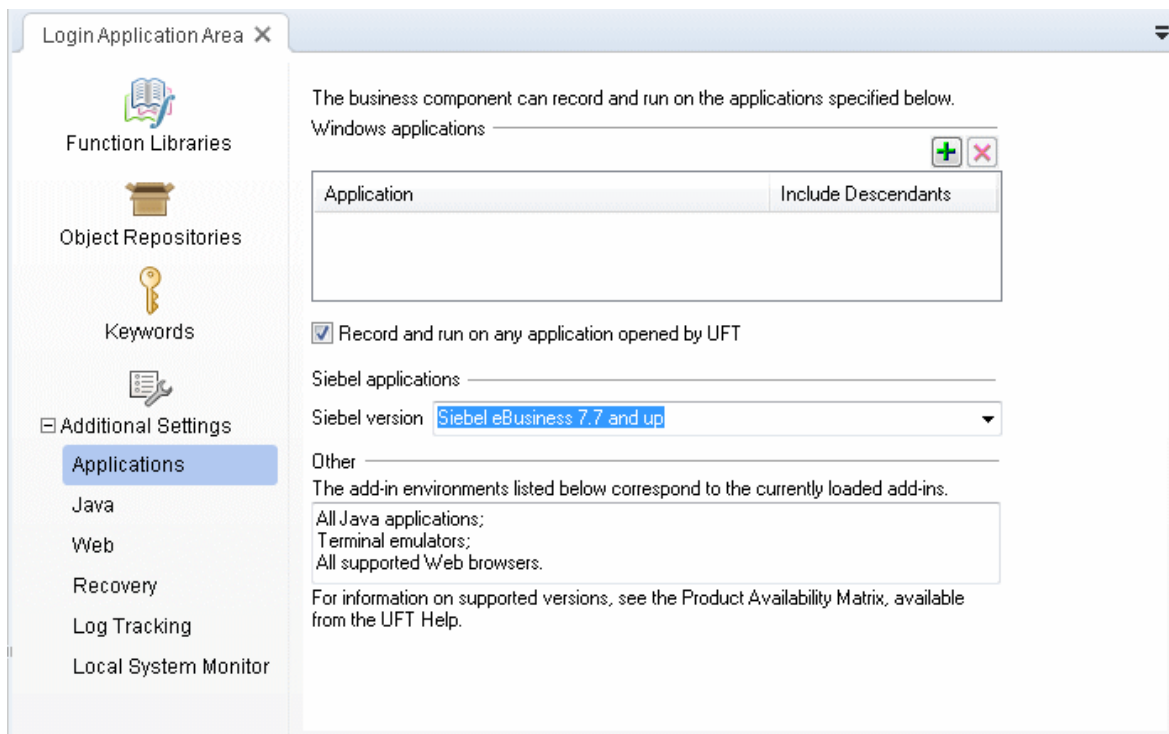 Login Application Area
Function Libraries
Object Repositories
Keywords
Additional Settings
Applications
Java
Web
Recovery
Log Tracking
Local System Monitor
The business component can record and run on the applications specified below.
Windows applications
Application Include Descendants
Record and run on any application opened by UFT
Siebel applications
Siebel version Siebel eBusiness 7.7 and up
Other
The add-in environments listed below correspond to the currently loaded add-ins.
All Java applications;
Terminal emulators;
All supported Web browsers.
For information on supported versions, see the Product Availability Matrix, available
from the UFT Help.